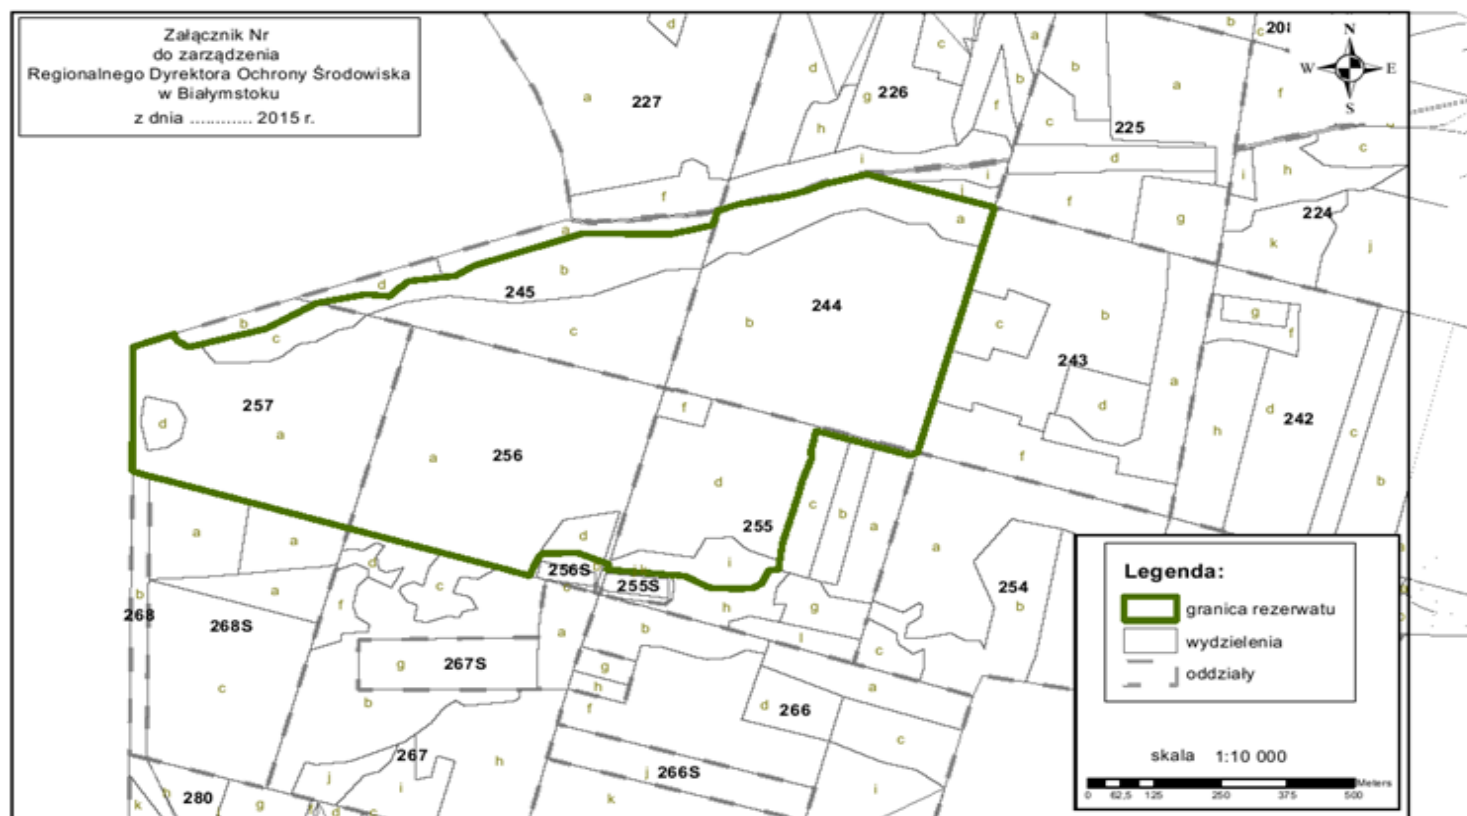 Załącznik Nr
do zarządzenia
Regionalnego Dyrektora Ochrony Środowiska
w Białymstoku
z dnia ............ 2015 r.
N
W E
S
d
b
c
201
a
c
d
b
b
a
a
227
g
226
f
f
h
c
225
i
d
c
i
i
h
f
j
f
a
g
224
a
k
j
b
d
245
b
244
c
b
g
b
c
c
b
f
243
a
257
f
d
d
242
d
a
h
c
a
256
f
d
b
c
255
b
a
a
a
a
d
i
d
256S
255S
c
254
b
a
f
h
g
b
268
268S
a
b
l
c
g
267S
g
a
c
b
h
f
d
266
c
267
h
j
i
j
266S
i
k
280
g
k
b
d
c
Legenda:
granica rezerwatu
wydzielenia
oddziały
skala 1:10 000
Meters
0 62,5 125 250 375 500